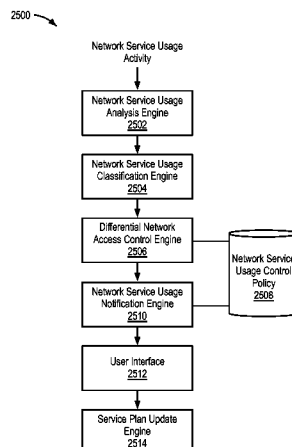 2500
Network Service Usage
Activity
Network Service Usage
Analysis Engine
2502
Network Service Usage
Classification Engine
2504
Differential Network
Access Control Engine
2506
Network Service
Usage Control
Policy
2508
Network Service Usage
Notification Engine
2510
User Interface
2512
Service Plan Update
Engine
2514